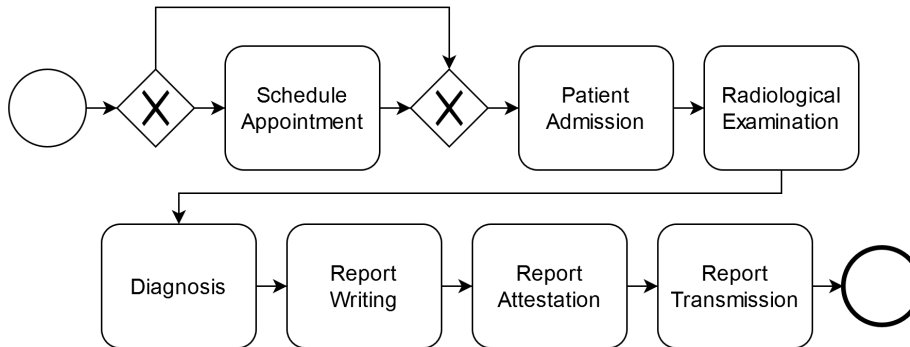 Schedule
Appointment
Patient
Admission
Radiological
Examination
Diagnosis
Report
Writing
Report
Attestation
Report
Transmission